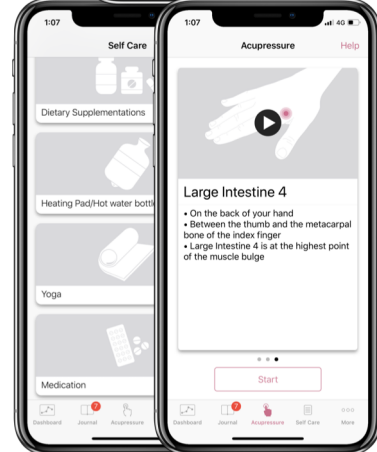 1:07
Self Care
Dietary Supplementations
Heating Pad/Hot water bottl
Yoga
Medication
7
Dashboard
Journal
Acupressure
1:07
4G
Acupressure
Help
Large Intestine 4
• On the back of your hand
• Between the thumb and the metacarpal
bone of the index finger
• Large Intestine 4 is at the highest point
of the muscle bulge
Start
7
Dashboard
Journal
Acupressure
Self Care
More